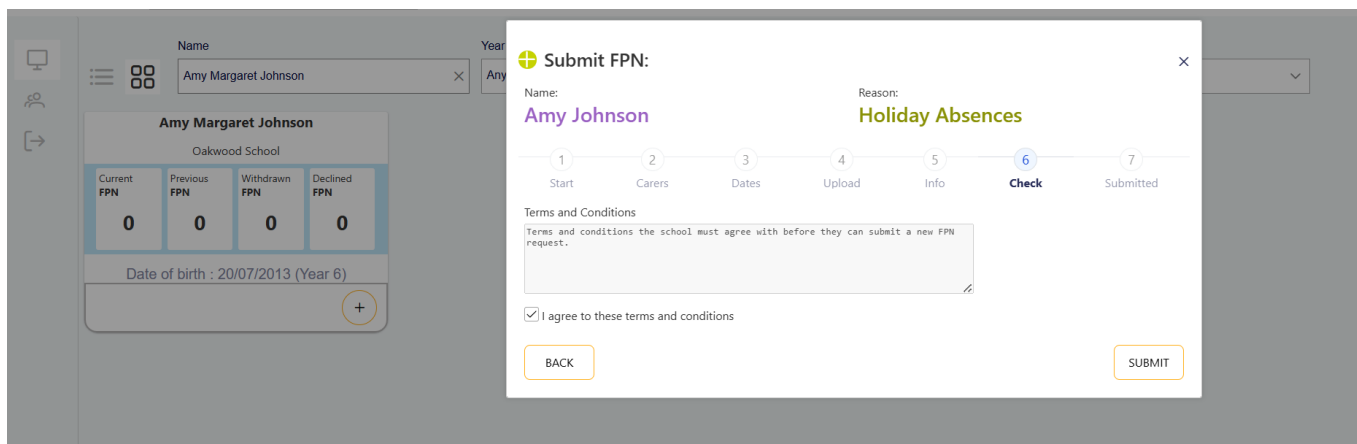 Name
Year
Amy Margaret Johnson
Any
Amy Margaret Johnson
Oakwood School
Current FPN
0
Previous FPN
0
Withdrawn FPN
0
Declined FPN
0
Date of birth : 20/07/2013 (Year 6)
+
Submit FPN:
×
Name:
Amy Johnson
Reason:
Holiday Absences
1 2 3 4 5 6 7
Start Carers Dates Upload Info Check Submitted
Terms and Conditions
Terms and conditions the school must agree with before they can submit a new FPN
request.
I agree to these terms and conditions
BACK
SUBMIT